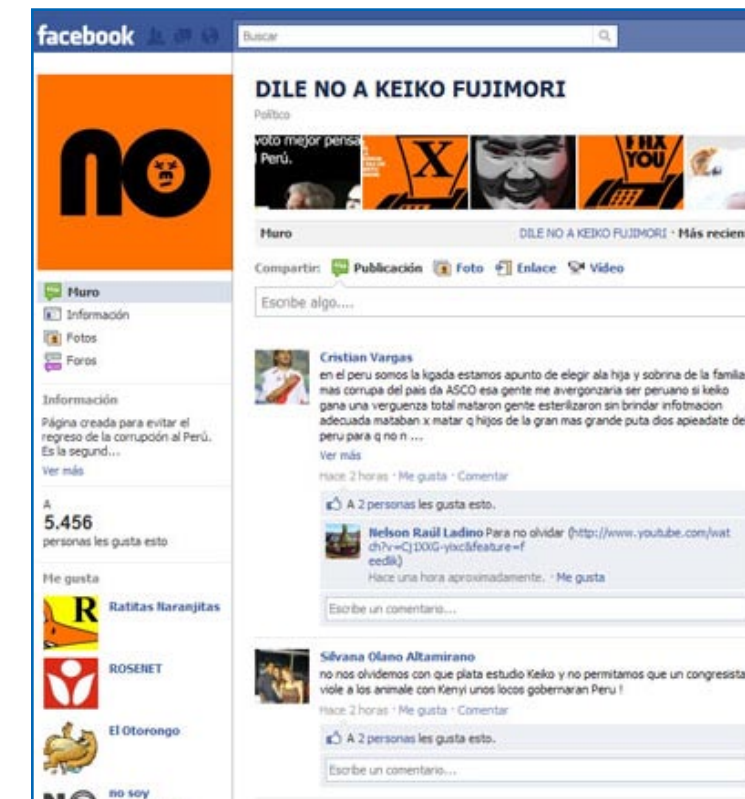 facebook
Buscar
DILE NO A KEIKO FUJIMORI
Político
no
voto mejor pensa
l Perú.
X
FAX
YOU
Muro
DILE NO A KEIKO FUJIMORI · Más recien
Compartir: Publicación Foto Enlace Video
Escribe algo....
Muro
Información
Fotos
Foros
Información
Página creada para evitar el
regreso de la corrupción al Perú.
Es la segund...
Ver más
A
5.456
personas les gusta esto
Me gusta
R
Ratitas Naranjitas
ROSENET
El Otorongo
NO
no soy
Cristian Vargas
en el peru somos la kgada estamos apunto de elegir ala hija y sobrina de la familia
mas corrupa del pais da ASCO esa gente me avergonzaria ser peruano si keiko
gana una verguenza total mataron gente esterilizaron sin brindar infotmacion
adecuada mataban x matar q hijos de la gran mas grande puta dios apieadate de
peru para q no n ...
Ver más
Hace 2 horas · Me gusta · Comentar
A 2 personas les gusta esto.
Nelson Raúl Ladino Para no olvidar (http://www.youtube.com/wat
ch?v=Cj1XXG-yixc&feature=f
eedlik)
Hace una hora aproximadamente. · Me gusta
Escribe un comentario...
Silvana Olano Altamirano
no nos olvidemos con que plata estudio Keiko y no permitamos que un congresista
viole a los animale con Kenyi unos locos gobernaran Peru !
Hace 2 horas · Me gusta · Comentar
A 2 personas les gusta esto.
Escribe un comentario...